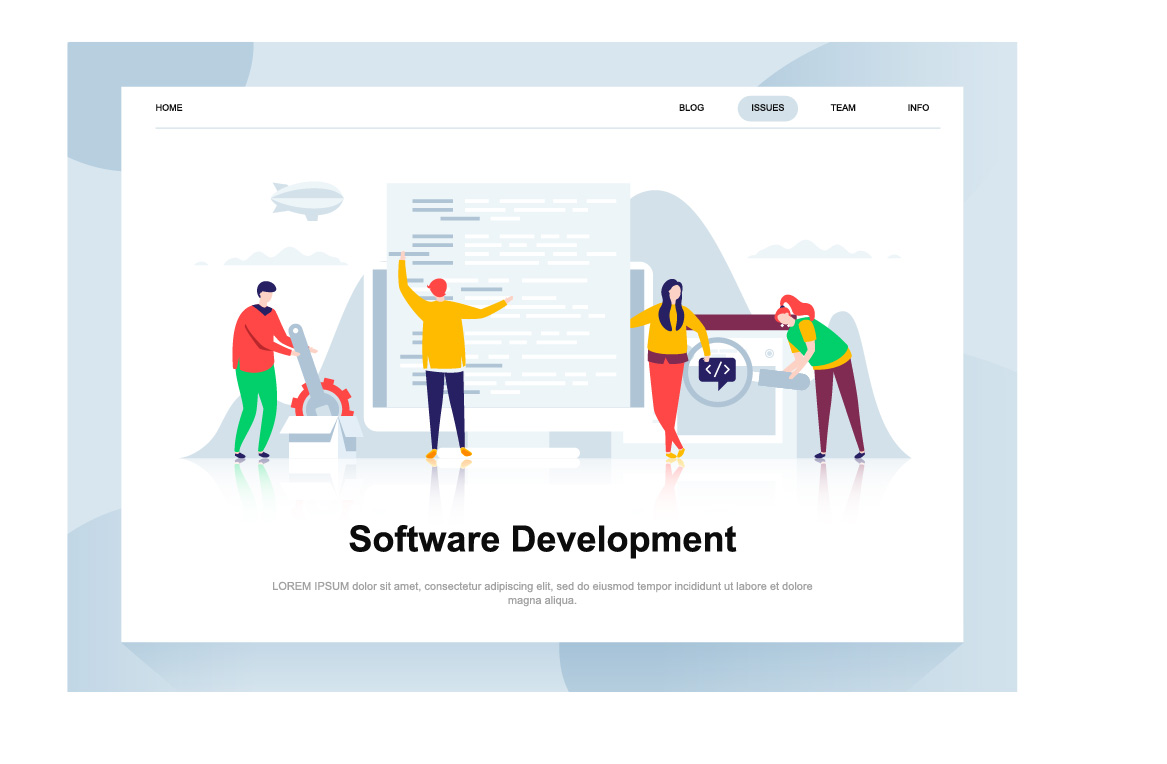 HOME BLOG ISSUES TEAM INFO
</>
Software Development
LOREM IPSUM dolor sit amet, consectetur adipiscing elit, sed do eiusmod tempor incididunt ut labore et dolore
magna aliqua.